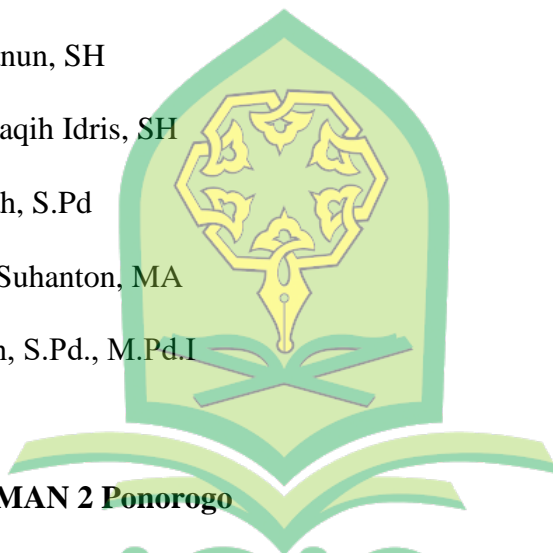 nun, SH
aqih Idris, SH
h, S.Pd
Suhanton, MA
n, S.Pd., M.Pd.I
MAN 2 Ponorogo